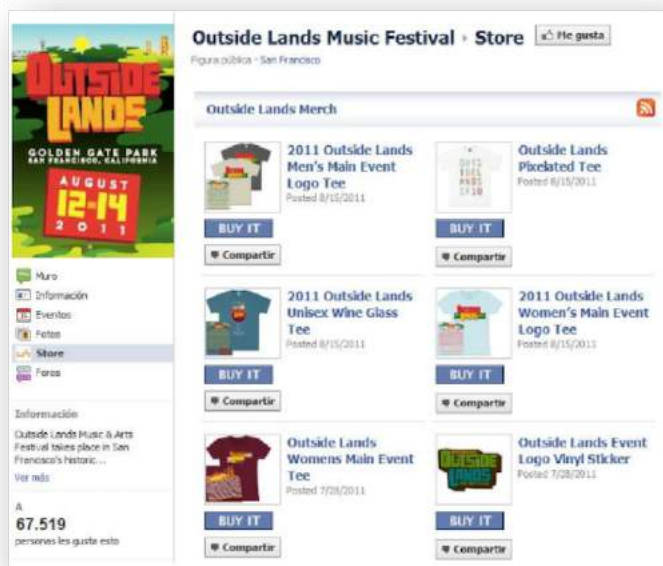 OUTSIDE
LANDS
GOLDEN GATE PARK
SAN FRANCISCO, CALIFORNIA
AUGUST
12-14
2011
Muro
Información
Eventos
Fotos
Store
Foros
Información
Outside Lands Music & Arts
Festival takes place in San
Francisco's historic...
Ver más
A
67.519
personas les gusta esto
Outside Lands Music Festival › Store
Me gusta
Figura pública · San Francisco
Outside Lands Merch
2011 Outside Lands
Men's Main Event
Logo Tee
Posted 8/15/2011
BUY IT
Compartir
Outside Lands
Pixelated Tee
Posted 8/15/2011
BUY IT
Compartir
2011 Outside Lands
Unisex Wine Glass
Tee
Posted 8/15/2011
BUY IT
Compartir
2011 Outside Lands
Women's Main Event
Logo Tee
Posted 8/15/2011
BUY IT
Compartir
Outside Lands
Womens Main Event
Tee
Posted 7/28/2011
BUY IT
Compartir
OUTSIDE
LANDS
Outside Lands Event
Logo Vinyl Sticker
Posted 7/28/2011
BUY IT
Compartir